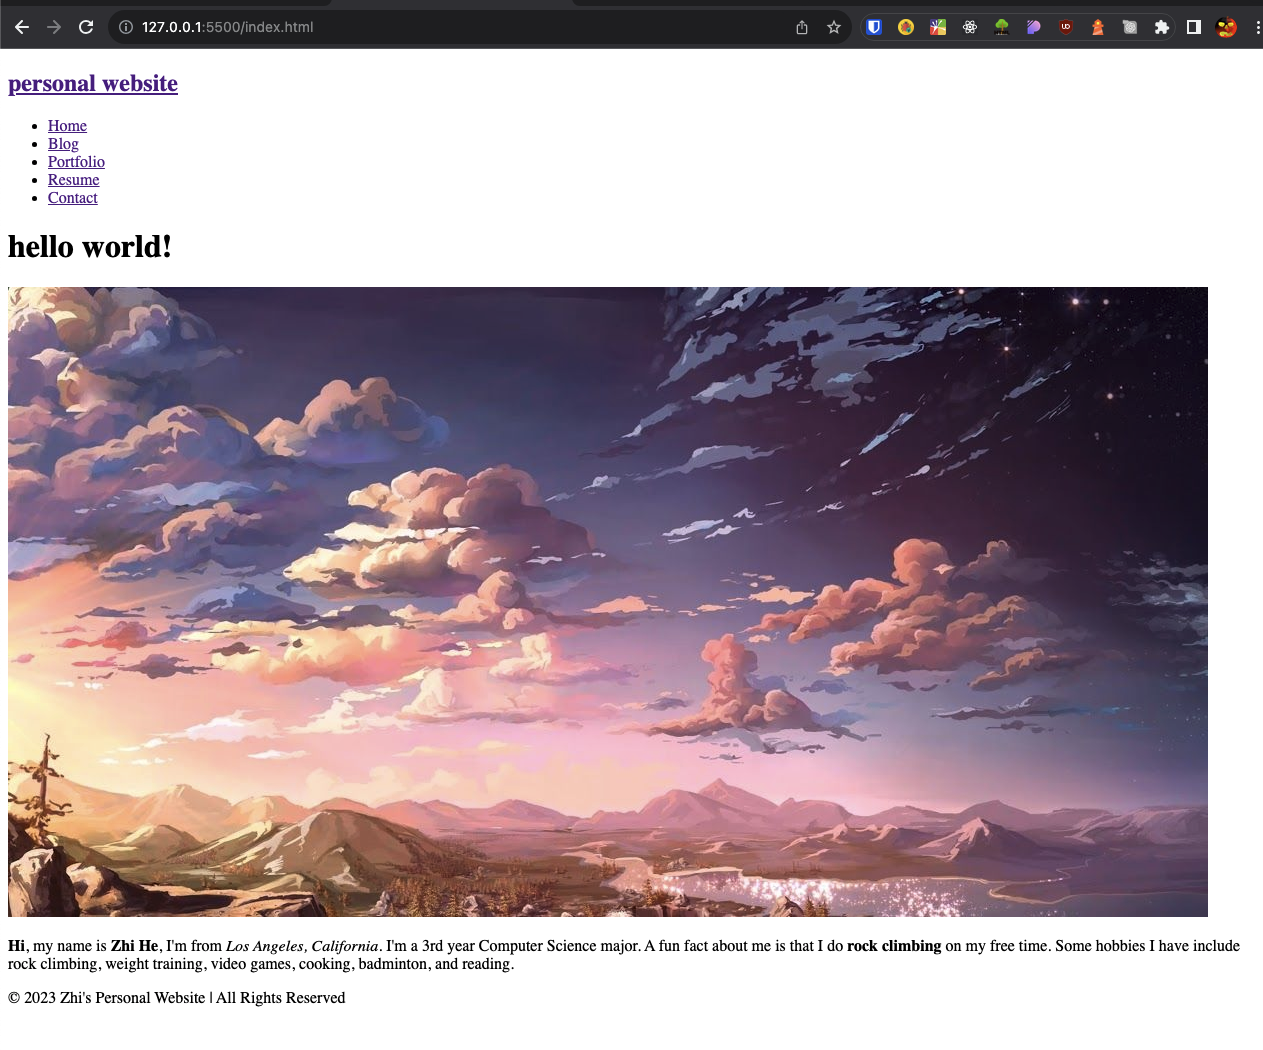 127.0.0.1:5500/index.html
personal website
Home
Blog
Portfolio
Resume
Contact
hello world!
Hi, my name is Zhi He, I'm from Los Angeles, California. I'm a 3rd year Computer Science major. A fun fact about me is that I do rock climbing on my free time. Some hobbies I have include
rock climbing, weight training, video games, cooking, badminton, and reading.
© 2023 Zhi's Personal Website | All Rights Reserved